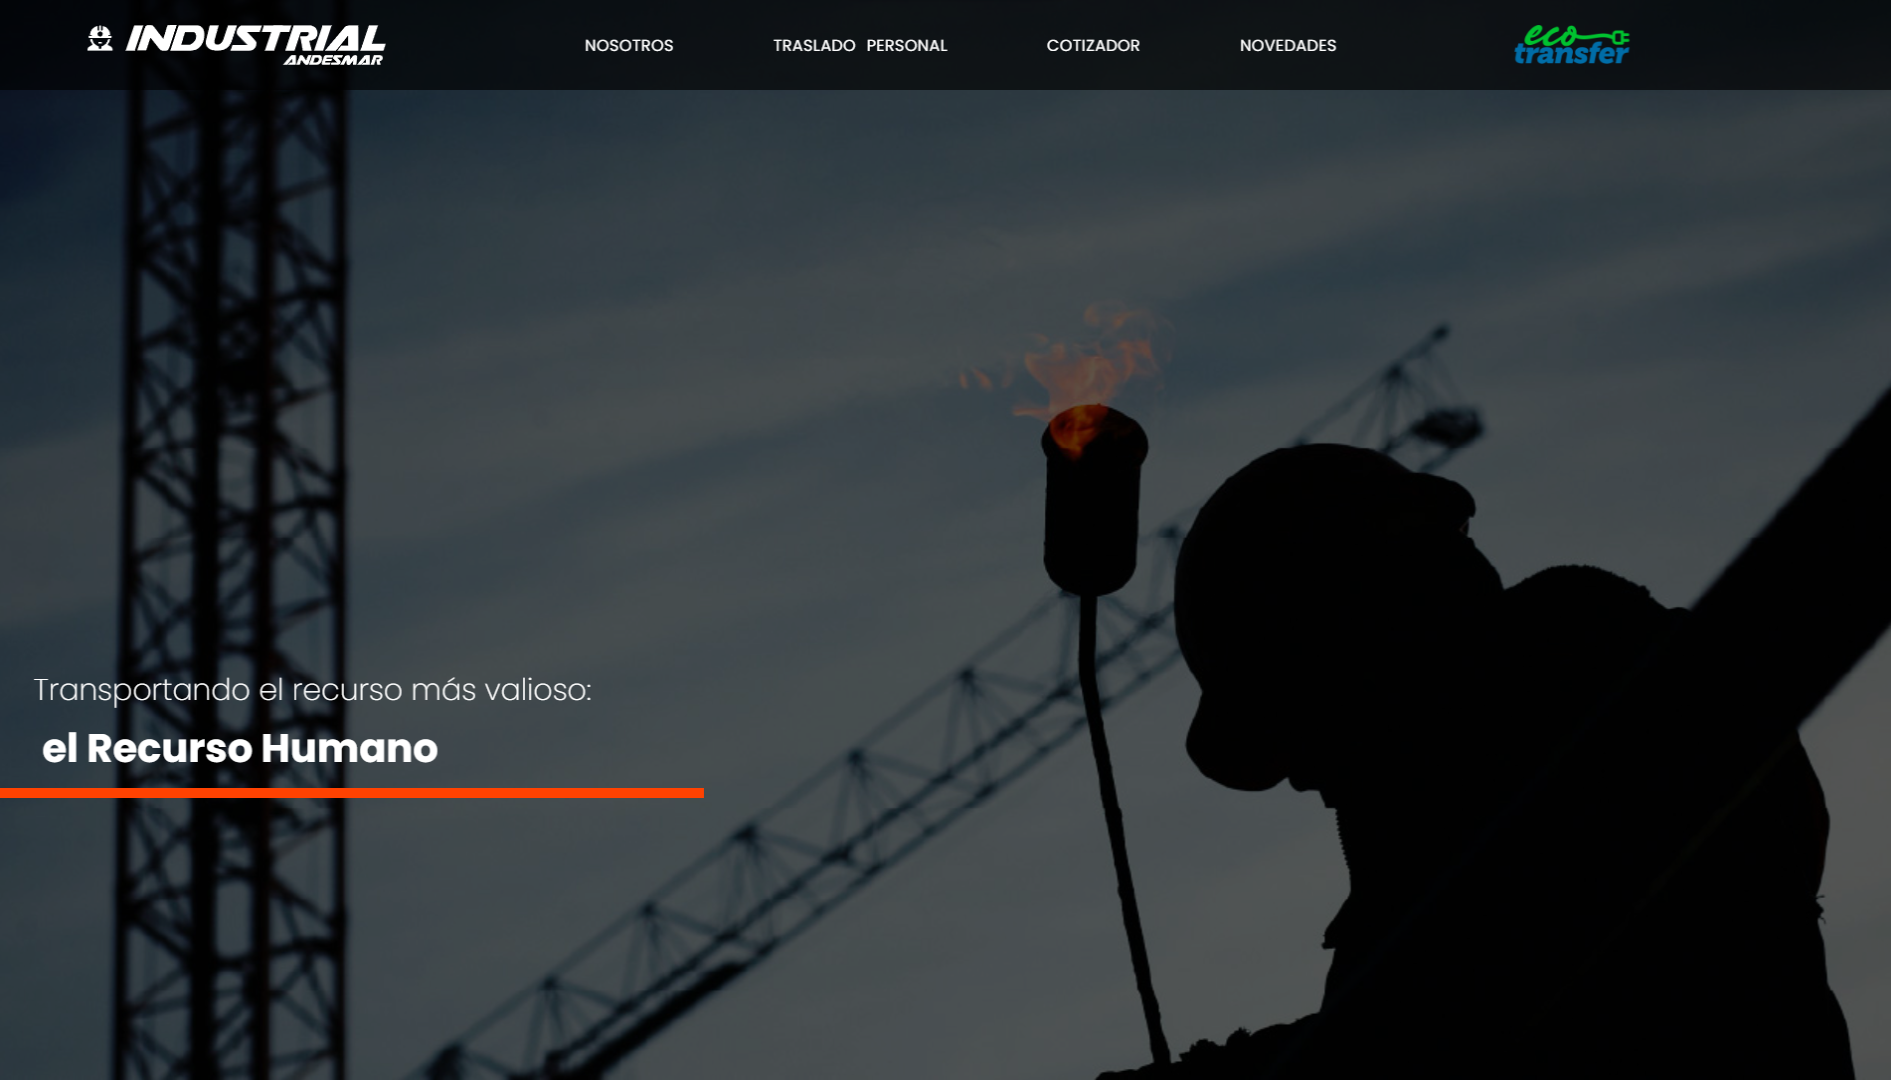 INDUSTRIAL
ANDESMAR
NOSOTROS
TRASLADO PERSONAL
COTIZADOR
NOVEDADES
eco
transfer
Transportando el recurso más valioso:
el Recurso Humano